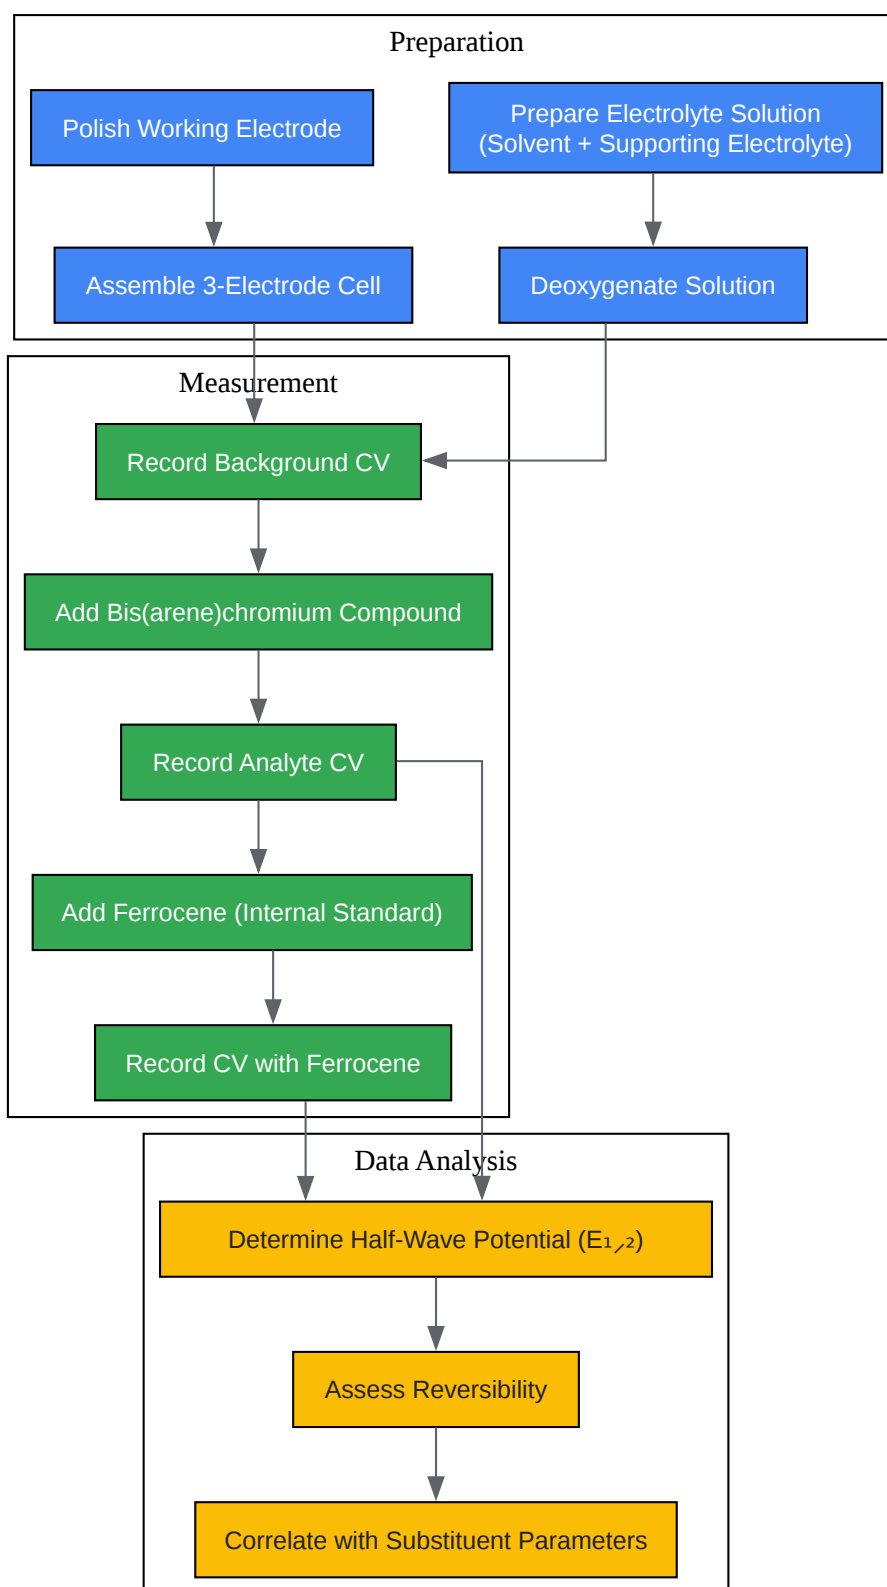 Preparation
Polish Working Electrode
Prepare Electrolyte Solution
(Solvent + Supporting Electrolyte)
Assemble 3-Electrode Cell
Deoxygenate Solution
Measurement
Record Background CV
Add Bis(arene)chromium Compound
Record Analyte CV
Add Ferrocene (Internal Standard)
Record CV with Ferrocene
Data Analysis
Determine Half-Wave Potential (E₁⸝₂)
Assess Reversibility
Correlate with Substituent Parameters